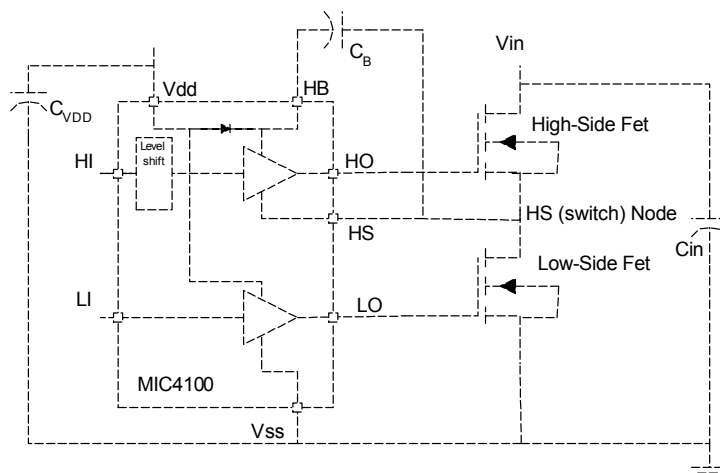 C_B
Vin
Vdd
HB
C_VDD
Level
shift
High-Side Fet
HI
HO
HS (switch) Node
HS
Cin
Low-Side Fet
LI
LO
MIC4100
Vss